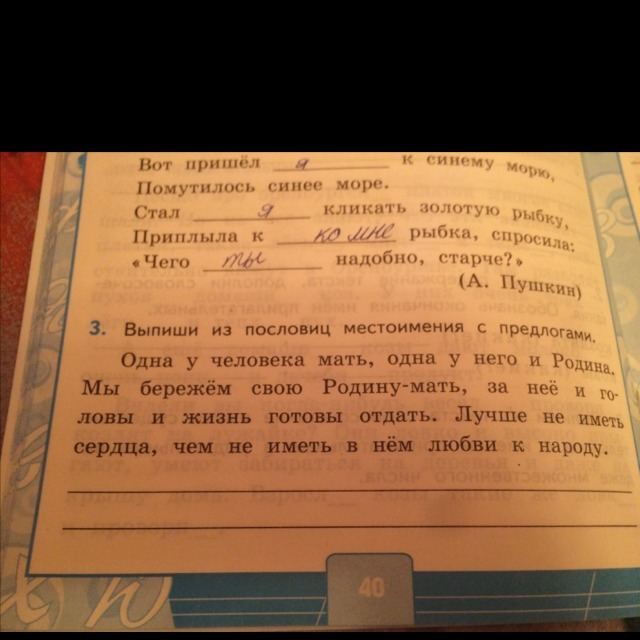 Вот пришёл я к синему морю,
Помутилось синее море.
Стал я кликать золотую рыбку,
Приплыла к ко мне рыбка, спросила:
«Чего ты надобно, старче?»
(А. Пушкин)
3. Выпиши из пословиц местоимения с предлогами.
Одна у человека мать, одна у него и Родина.
Мы бережём свою Родину-мать, за неё и го-
ловы и жизнь готовы отдать. Лучше не иметь
сердца, чем не иметь в нём любви к народу.
40